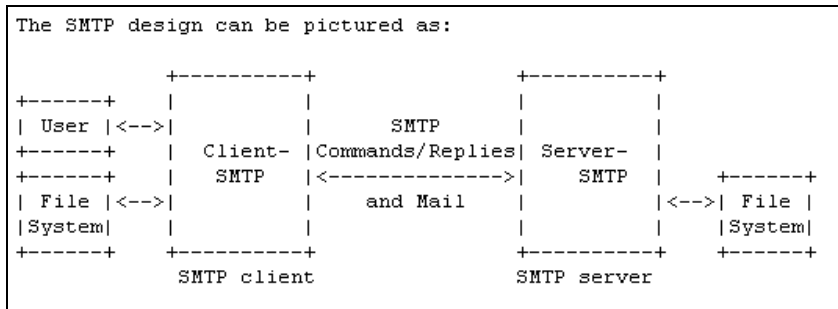 The SMTP design can be pictured as:

            +----------+                +----------+
+------+    |          |                |          |
| User |<-->|          |      SMTP      |          |
+------+    |  Client- |Commands/Replies| Server-  |
+------+    |   SMTP   |<-------------->|    SMTP  |    +------+
| File |<-->|          |    and Mail    |          |<-->| File |
|System|    |          |                |          |    |System|
+------+    +----------+                +----------+    +------+
             SMTP client                SMTP server